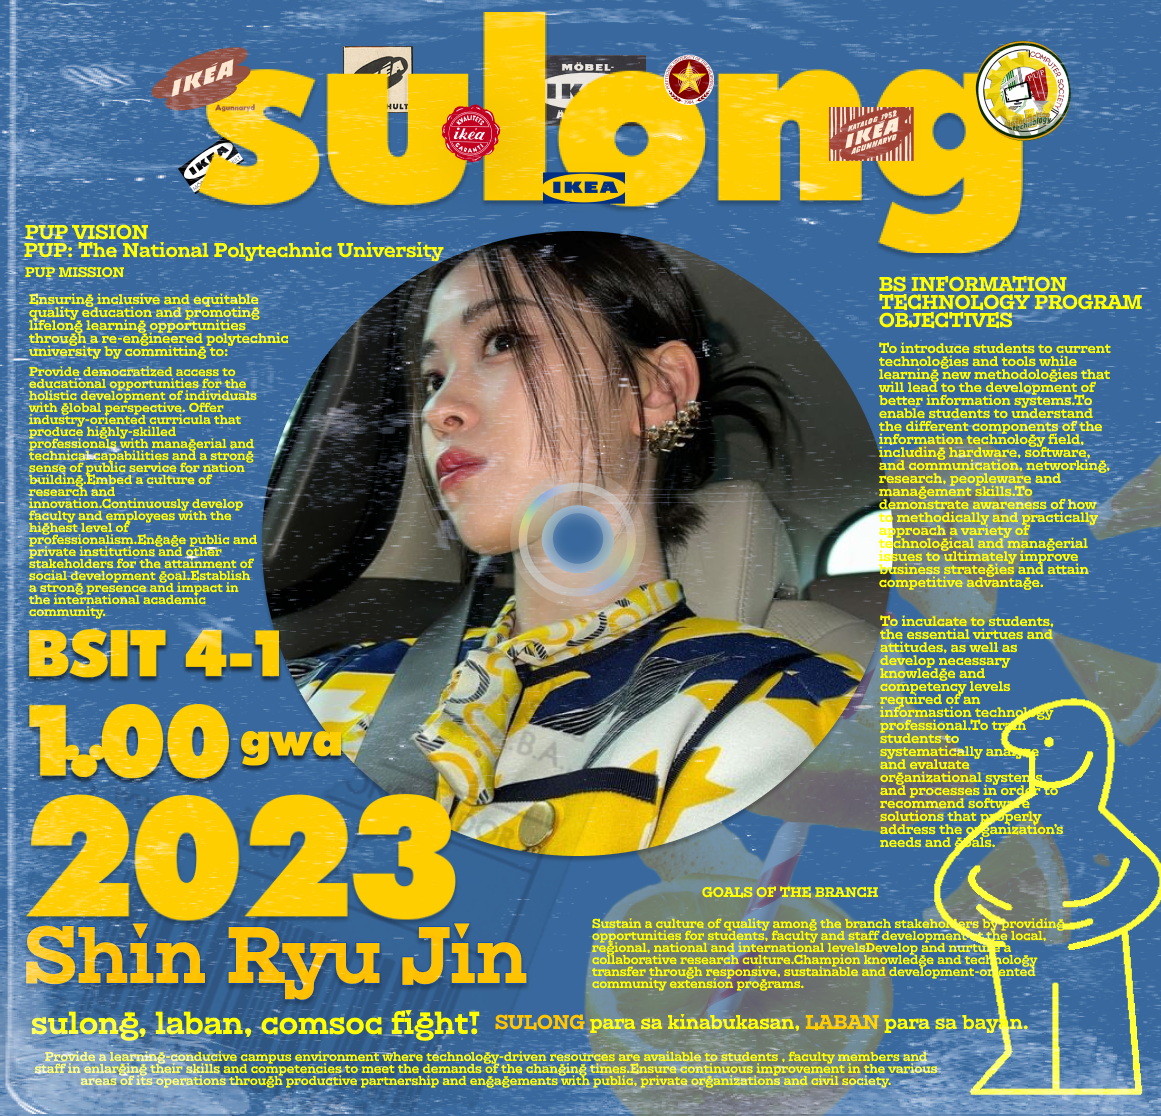 sulong
IKEA
Agunnaryd
IKEA
KVALITETS
ikéa
GARANTI
MÖBEL-
IKEA
KATALOG 1952
IKEA
AGUNNARYD
COMPUTER SOCIETY
PUP VISION
PUP: The National Polytechnic University
PUP MISSION
Ensuring inclusive and equitable
quality education and promoting
lifelong learning opportunities
through a re-engineered polytechnic
university by committing to:
Provide democratized access to
educational opportunities for the
holistic development of individuals
with global perspective. Offer
industry-oriented curricula that
produce highly-skilled
professionals with managerial and
technical capabilities and a strong
sense of public service for nation
building.Embed a culture of
research and
innovation.Continuously develop
faculty and employees with the
highest level of
professionalism.Engage public and
private institutions and other
stakeholders for the attainment of
social development goal.Establish
a strong presence and impact in
the international academic
community.
BSIT 4-1
1.00 gwa
2023
Shin Ryu Jin
sulong, laban, comsoc fight!
SULONG para sa kinabukasan, LABAN para sa bayan.
Provide a learning-conducive campus environment where technology-driven resources are available to students , faculty members and
staff in enlarging their skills and competencies to meet the demands of the changing times.Ensure continuous improvement in the various
areas of its operations through productive partnership and engagements with public, private organizations and civil society.
BS INFORMATION
TECHNOLOGY PROGRAM
OBJECTIVES
To introduce students to current
technologies and tools while
learning new methodologies that
will lead to the development of
better information systems.To
enable students to understand
the different components of the
information technology field,
including hardware, software,
and communication, networking,
research, peopleware and
management skills.To
demonstrate awareness of how
to methodically and practically
approach a variety of
technological and managerial
issues to ultimately improve
business strategies and attain
competitive advantage.
To inculcate to students,
the essential virtues and
attitudes, as well as
develop necessary
knowledge and
competency levels
required of an
informastion technology
professional.To train
students to
systematically analyze
and evaluate
organizational systems
and processes in order to
recommend software
solutions that properly
address the organization's
needs and goals.
GOALS OF THE BRANCH
Sustain a culture of quality among the branch stakeholders by providing
opportunities for students, faculty and staff development at the local,
regional, national and international levelsDevelop and nurture a
collaborative research culture.Champion knowledge and technology
transfer through responsive, sustainable and development-oriented
community extension programs.